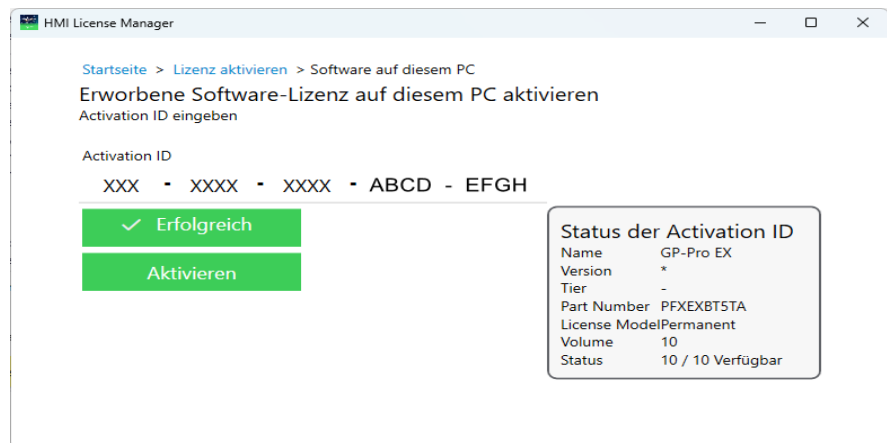 HMI License Manager
Startseite > Lizenz aktivieren > Software auf diesem PC
Erworbene Software-Lizenz auf diesem PC aktivieren
Activation ID eingeben
Activation ID
XXX - XXXX - XXXX - ABCD - EFGH
Erfolgreich
Aktivieren
Status der Activation ID
Name GP-Pro EX
Version *
Tier -
Part Number PFXEXBT5TA
License Model Permanent
Volume 10
Status 10 / 10 Verfügbar